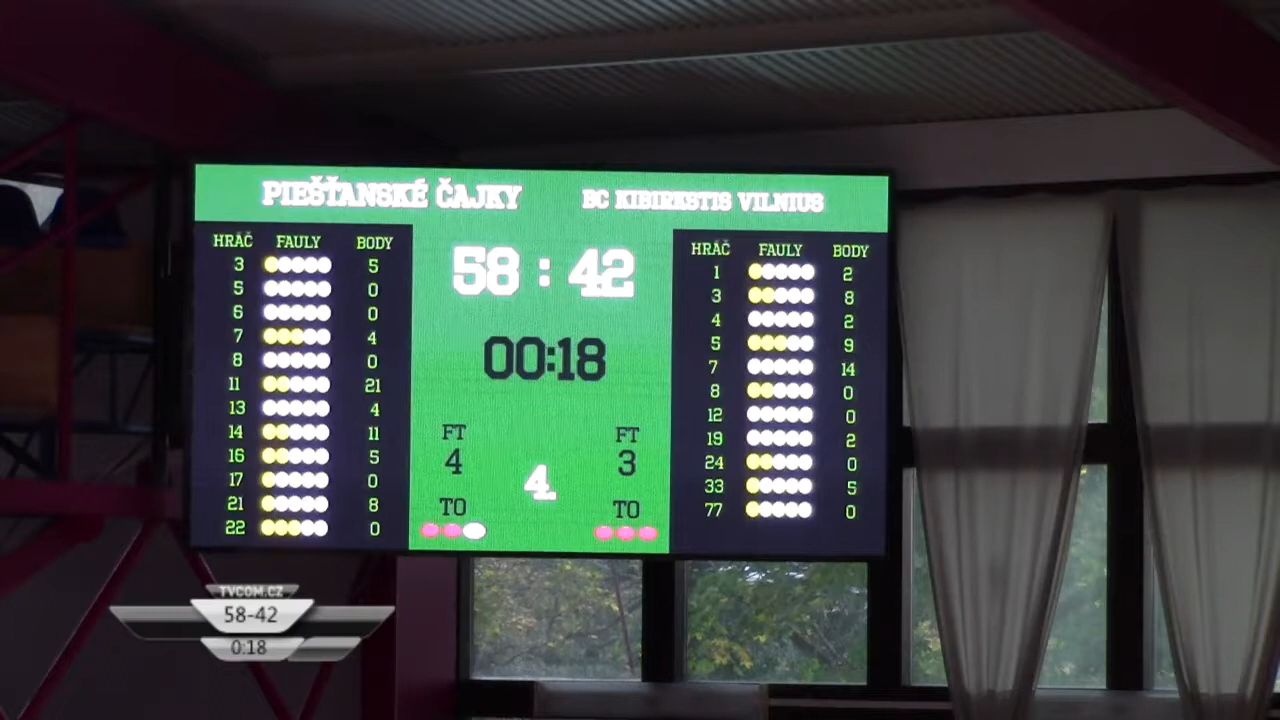 PIEŠŤANSKÉ ČAJKY
BC KIBIRKSTIS VILNIUS
58 : 42
00:18
HRÁČ FAULY BODY
3 5
5 0
6 0
7 4
8 0
11 21
13 4
14 11
16 5
17 0
21 8
22 0
FT
4
TO
4.
FT
3
TO
HRÁČ FAULY BODY
1 2
3 8
4 2
5 9
7 14
8 0
12 0
19 2
24 0
33 5
77 0
TVCOM.CZ
58-42
0:18